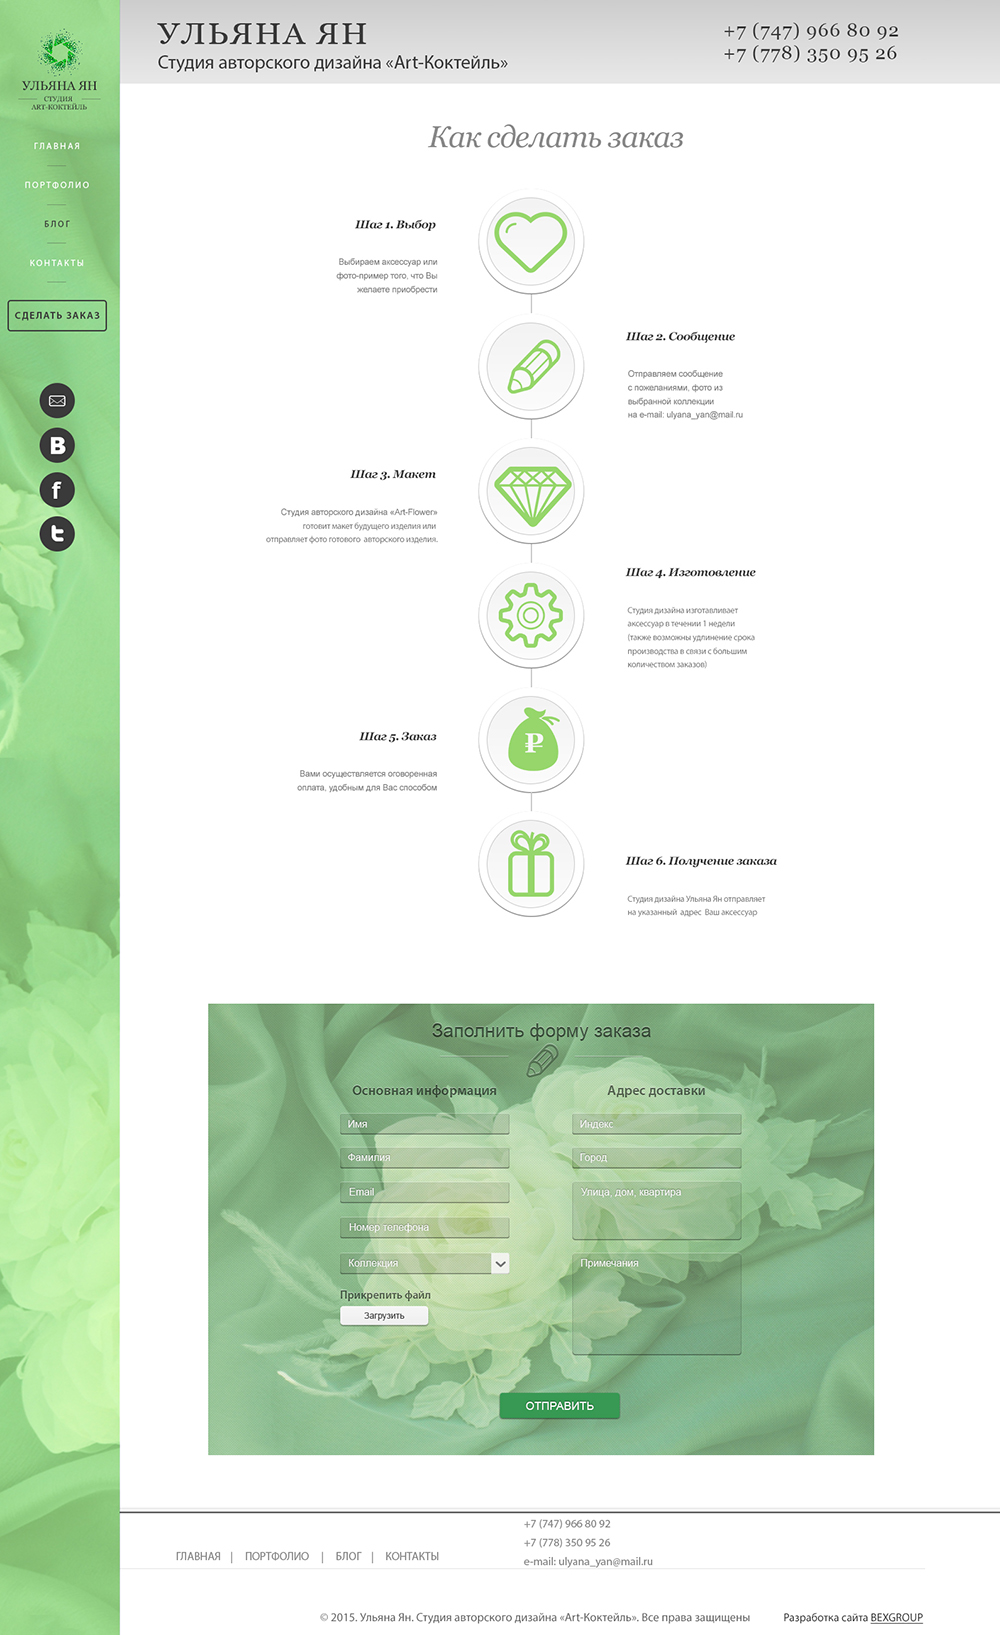 УЛЬЯНА ЯН
СТУДИЯ
ART-КОКТЕЙЛЬ
ГЛАВНАЯ
ПОРТФОЛИО
БЛОГ
КОНТАКТЫ
СДЕЛАТЬ ЗАКАЗ
B
f
t
УЛЬЯНА ЯН
Студия авторского дизайна «Art-Коктейль»
+7 (747) 966 80 92
+7 (778) 350 95 26
Как сделать заказ
Шаг 1. Выбор
Выбираем аксессуар или
фото-пример того, что Вы
желаете приобрести
Шаг 2. Сообщение
Отправляем сообщение
с пожеланиями, фото из
выбранной коллекции
на e-mail: ulyana_yan@mail.ru
Шаг 3. Макет
Студия авторского дизайна «Art-Flower»
готовит макет будущего изделия или
отправляет фото готового авторского изделия.
Шаг 4. Изготовление
Студия дизайна изготавливает
аксессуар в течении 1 недели
(также возможны удлинение срока
производства в связи с большим
количеством заказов)
Шаг 5. Заказ
Вами осуществляется оговоренная
оплата, удобным для Вас способом
₽
Шаг 6. Получение заказа
Студия дизайна Ульяна Ян отправляет
на указанный адрес Ваш аксессуар
Заполнить форму заказа
Основная информация
Имя
Фамилия
Email
Номер телефона
Коллекция
Прикрепить файл
Загрузить
Адрес доставки
Индекс
Город
Улица, дом, квартира
Примечания
ОТПРАВИТЬ
ГЛАВНАЯ | ПОРТФОЛИО | БЛОГ | КОНТАКТЫ
+7 (747) 966 80 92
+7 (778) 350 95 26
e-mail: ulyana_yan@mail.ru
© 2015. Ульяна Ян. Студия авторского дизайна «Art-Коктейль». Все права защищены
Разработка сайта BEXGROUP